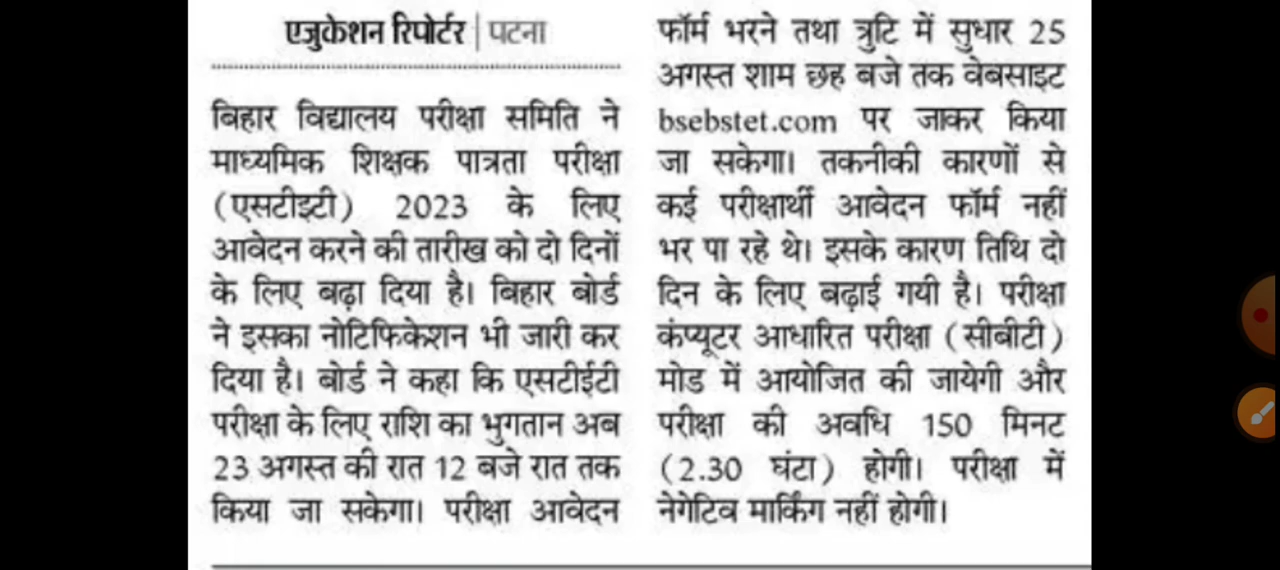 एजुकेशन रिपोर्टर | पटना
बिहार विद्यालय परीक्षा समिति ने
माध्यमिक शिक्षक पात्रता परीक्षा
(एसटीइटी) 2023 के लिए
आवेदन करने की तारीख को दो दिनों
के लिए बढ़ा दिया है। बिहार बोर्ड
ने इसका नोटिफिकेशन भी जारी कर
दिया है। बोर्ड ने कहा कि एसटीईटी
परीक्षा के लिए राशि का भुगतान अब
23 अगस्त की रात 12 बजे रात तक
किया जा सकेगा। परीक्षा आवेदन
फॉर्म भरने तथा त्रुटि में सुधार 25
अगस्त शाम छह बजे तक वेबसाइट
bsebstet.com पर जाकर किया
जा सकेगा। तकनीकी कारणों से
कई परीक्षार्थी आवेदन फॉर्म नहीं
भर पा रहे थे। इसके कारण तिथि दो
दिन के लिए बढ़ाई गयी है। परीक्षा
कंप्यूटर आधारित परीक्षा (सीबीटी)
मोड में आयोजित की जायेगी और
परीक्षा की अवधि 150 मिनट
(2.30 घंटा) होगी। परीक्षा में
नेगेटिव मार्किंग नहीं होगी।